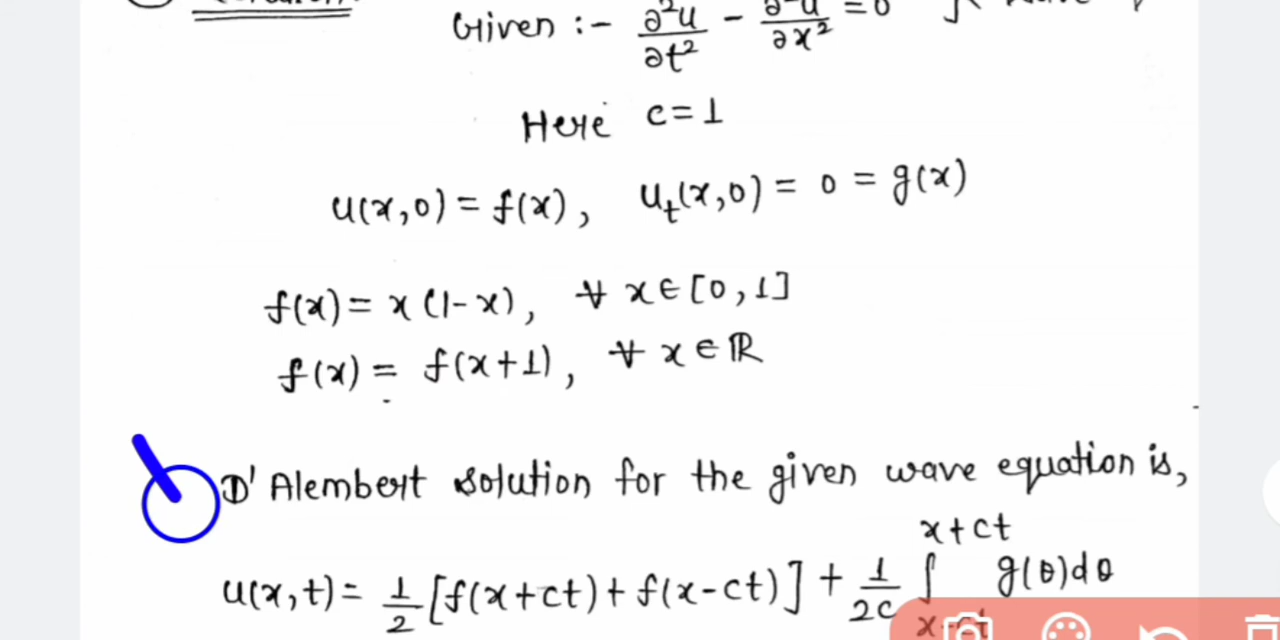 Given :- ∂²u/∂t² - ∂²u/∂x² = 0
Here c = 1
u(x,0) = f(x), u_t(x,0) = 0 = g(x)
f(x) = x (1-x), ∀ x ∈ [0, 1]
f(x) = f(x+1), ∀ x ∈ ℝ
D' Alembert solution for the given wave equation is,
u(x,t) = 1/2 [f(x+ct) + f(x-ct)] + 1/2c ∫_{x-ct}^{x+ct} g(θ)dθ